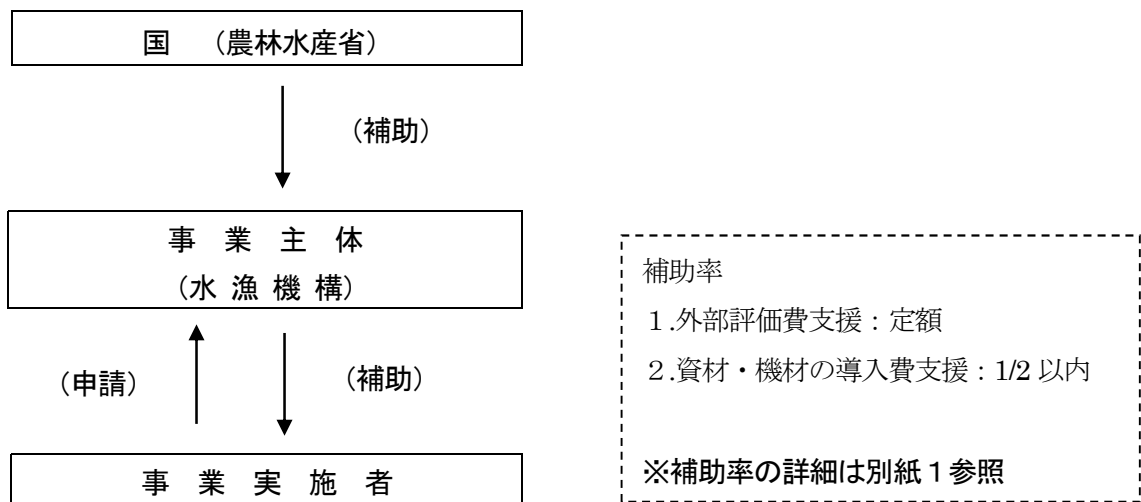 国　（農林水産省）
（補助）
事　業　主　体
（水 漁 機 構）
（申請）
（補助）
事　業　実　施　者
補助率
１.外部評価費支援：定額
２.資材・機材の導入費支援：1/2 以内
※補助率の詳細は別紙１参照